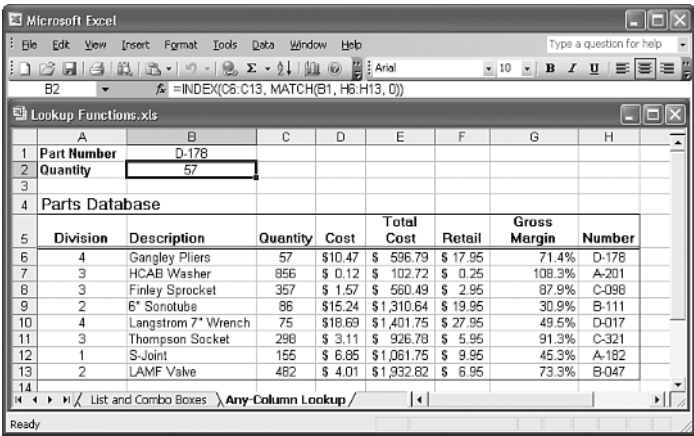 Microsoft Excel
File Edit View Insert Format Tools Data Window Help Type a question for help
Σ Arial 10 B I U
B2 fx =INDEX(C6:C13, MATCH(B1, H6:H13, 0))
Lookup Functions.xls
A B C D E F G H
1 Part Number D-178
2 Quantity 57
3
4 Parts Database
5 Division Description Quantity Cost Total Cost Retail Gross Margin Number
6 4 Gangley Pliers 57 $10.47 $ 596.79 $ 17.95 71.4% D-178
7 3 HCAB Washer 856 $ 0.12 $ 102.72 $ 0.25 108.3% A-201
8 3 Finley Sprocket 357 $ 1.57 $ 560.49 $ 2.95 87.9% C-098
9 2 6" Sonotube 86 $15.24 $1,310.64 $ 19.95 30.9% B-111
10 4 Langstrom 7" Wrench 75 $18.69 $1,401.75 $ 27.95 49.5% D-017
11 3 Thompson Socket 298 $ 3.11 $ 926.78 $ 5.95 91.3% C-321
12 1 S-Joint 155 $ 6.85 $1,061.75 $ 9.95 45.3% A-182
13 2 LAMF Valve 482 $ 4.01 $1,932.82 $ 6.95 73.3% B-047
14
List and Combo Boxes Any-Column Lookup
Ready